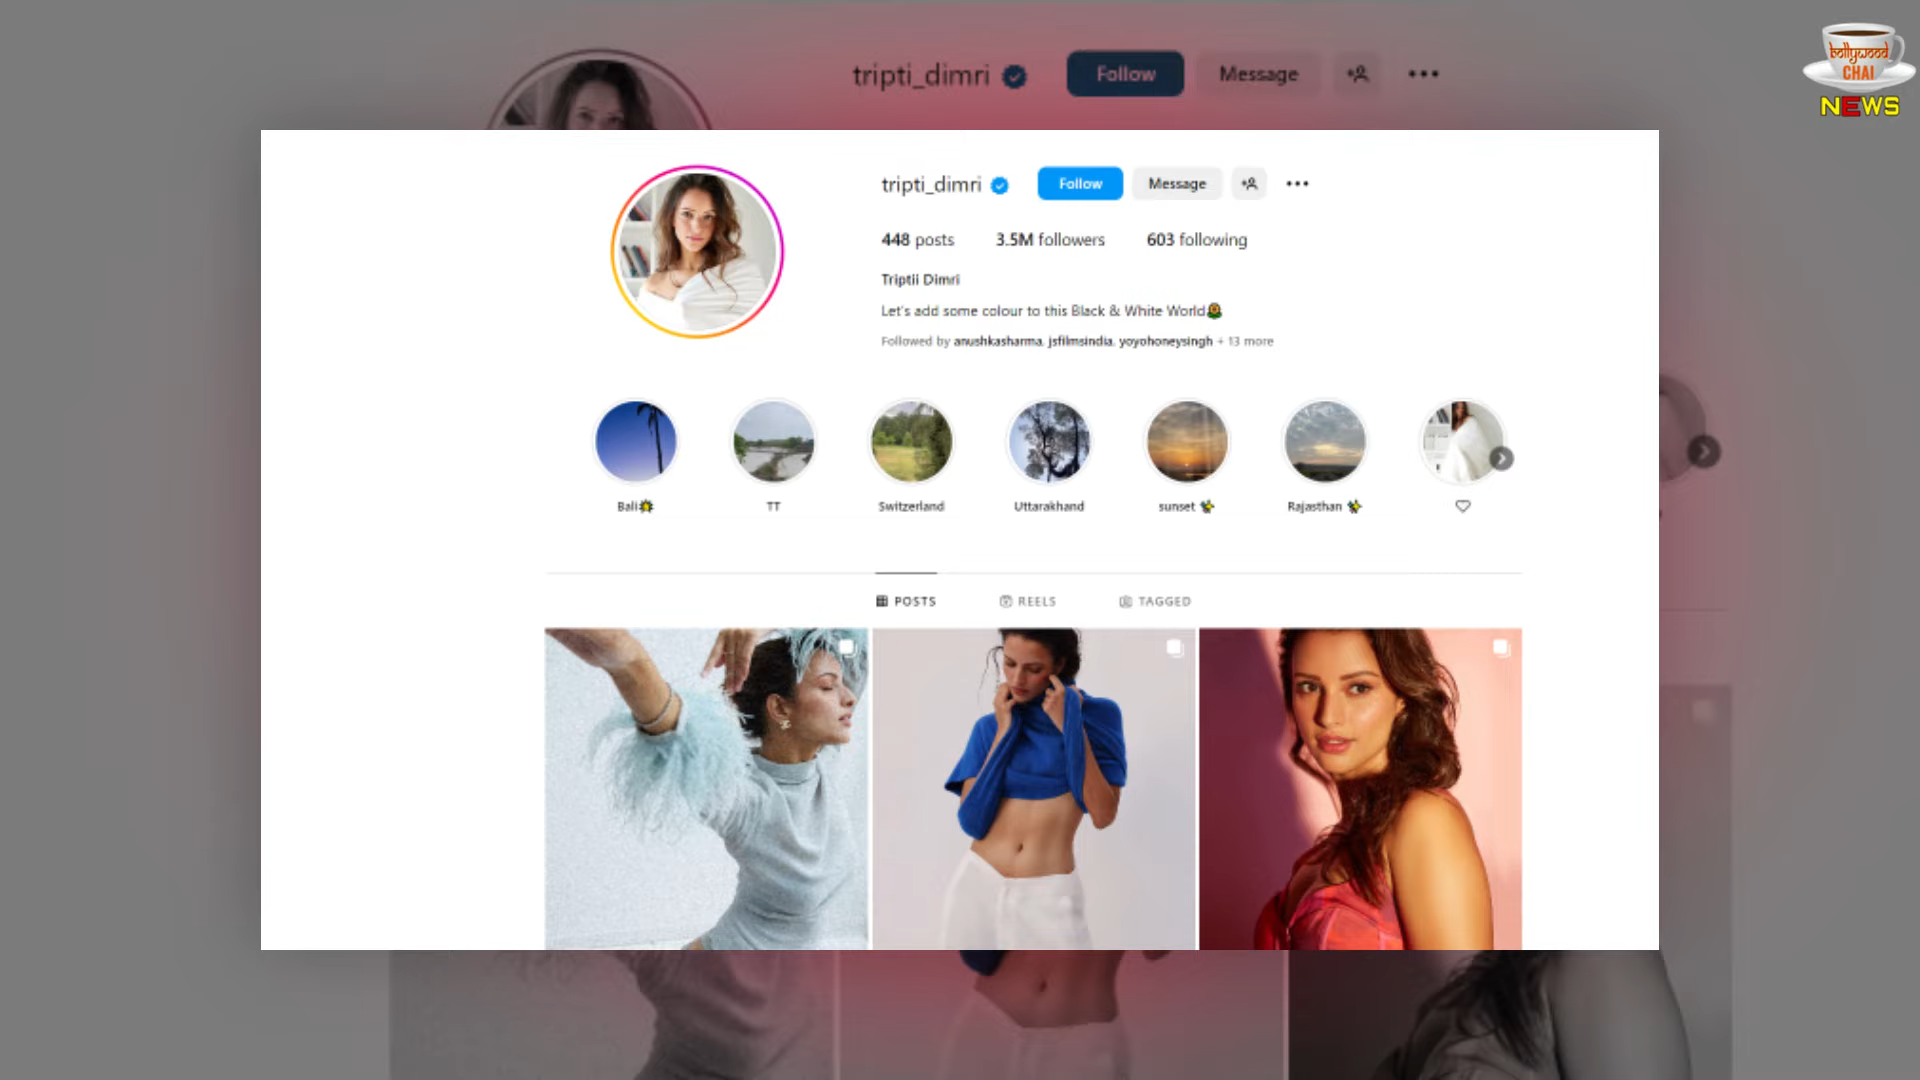 tripti_dimri Follow Message
bollywood
CHAI
NEWS
tripti_dimri Follow Message
448 posts 3.5M followers 603 following
Triptii Dimri
Let's add some colour to this Black & White World
Followed by anushkasharma, jsfilmsindia, yoyohoneysingh + 13 more
Bali TT Switzerland Uttarakhand sunset Rajasthan
POSTS REELS TAGGED